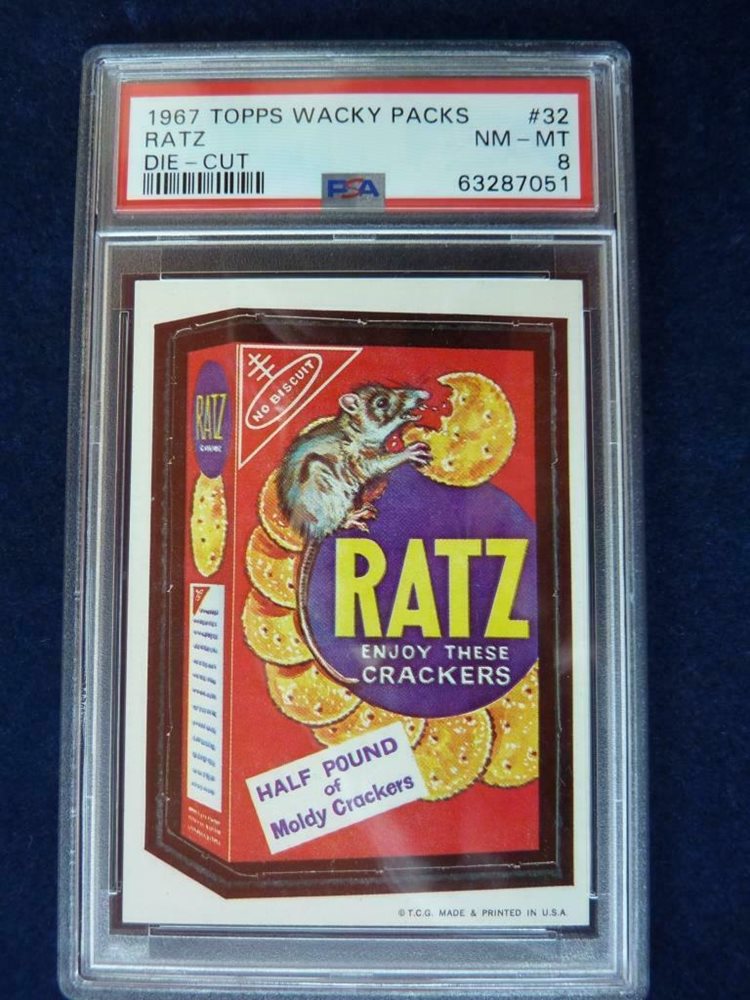 1967 TOPPS WACKY PACKS #32
RATZ NM - MT
DIE - CUT 8
PSA 63287051
NO BISCUIT
RATZ
RATZ
ENJOY THESE
CRACKERS
HALF POUND
of
Moldy Crackers
© T.C.G. MADE & PRINTED IN U.S.A.